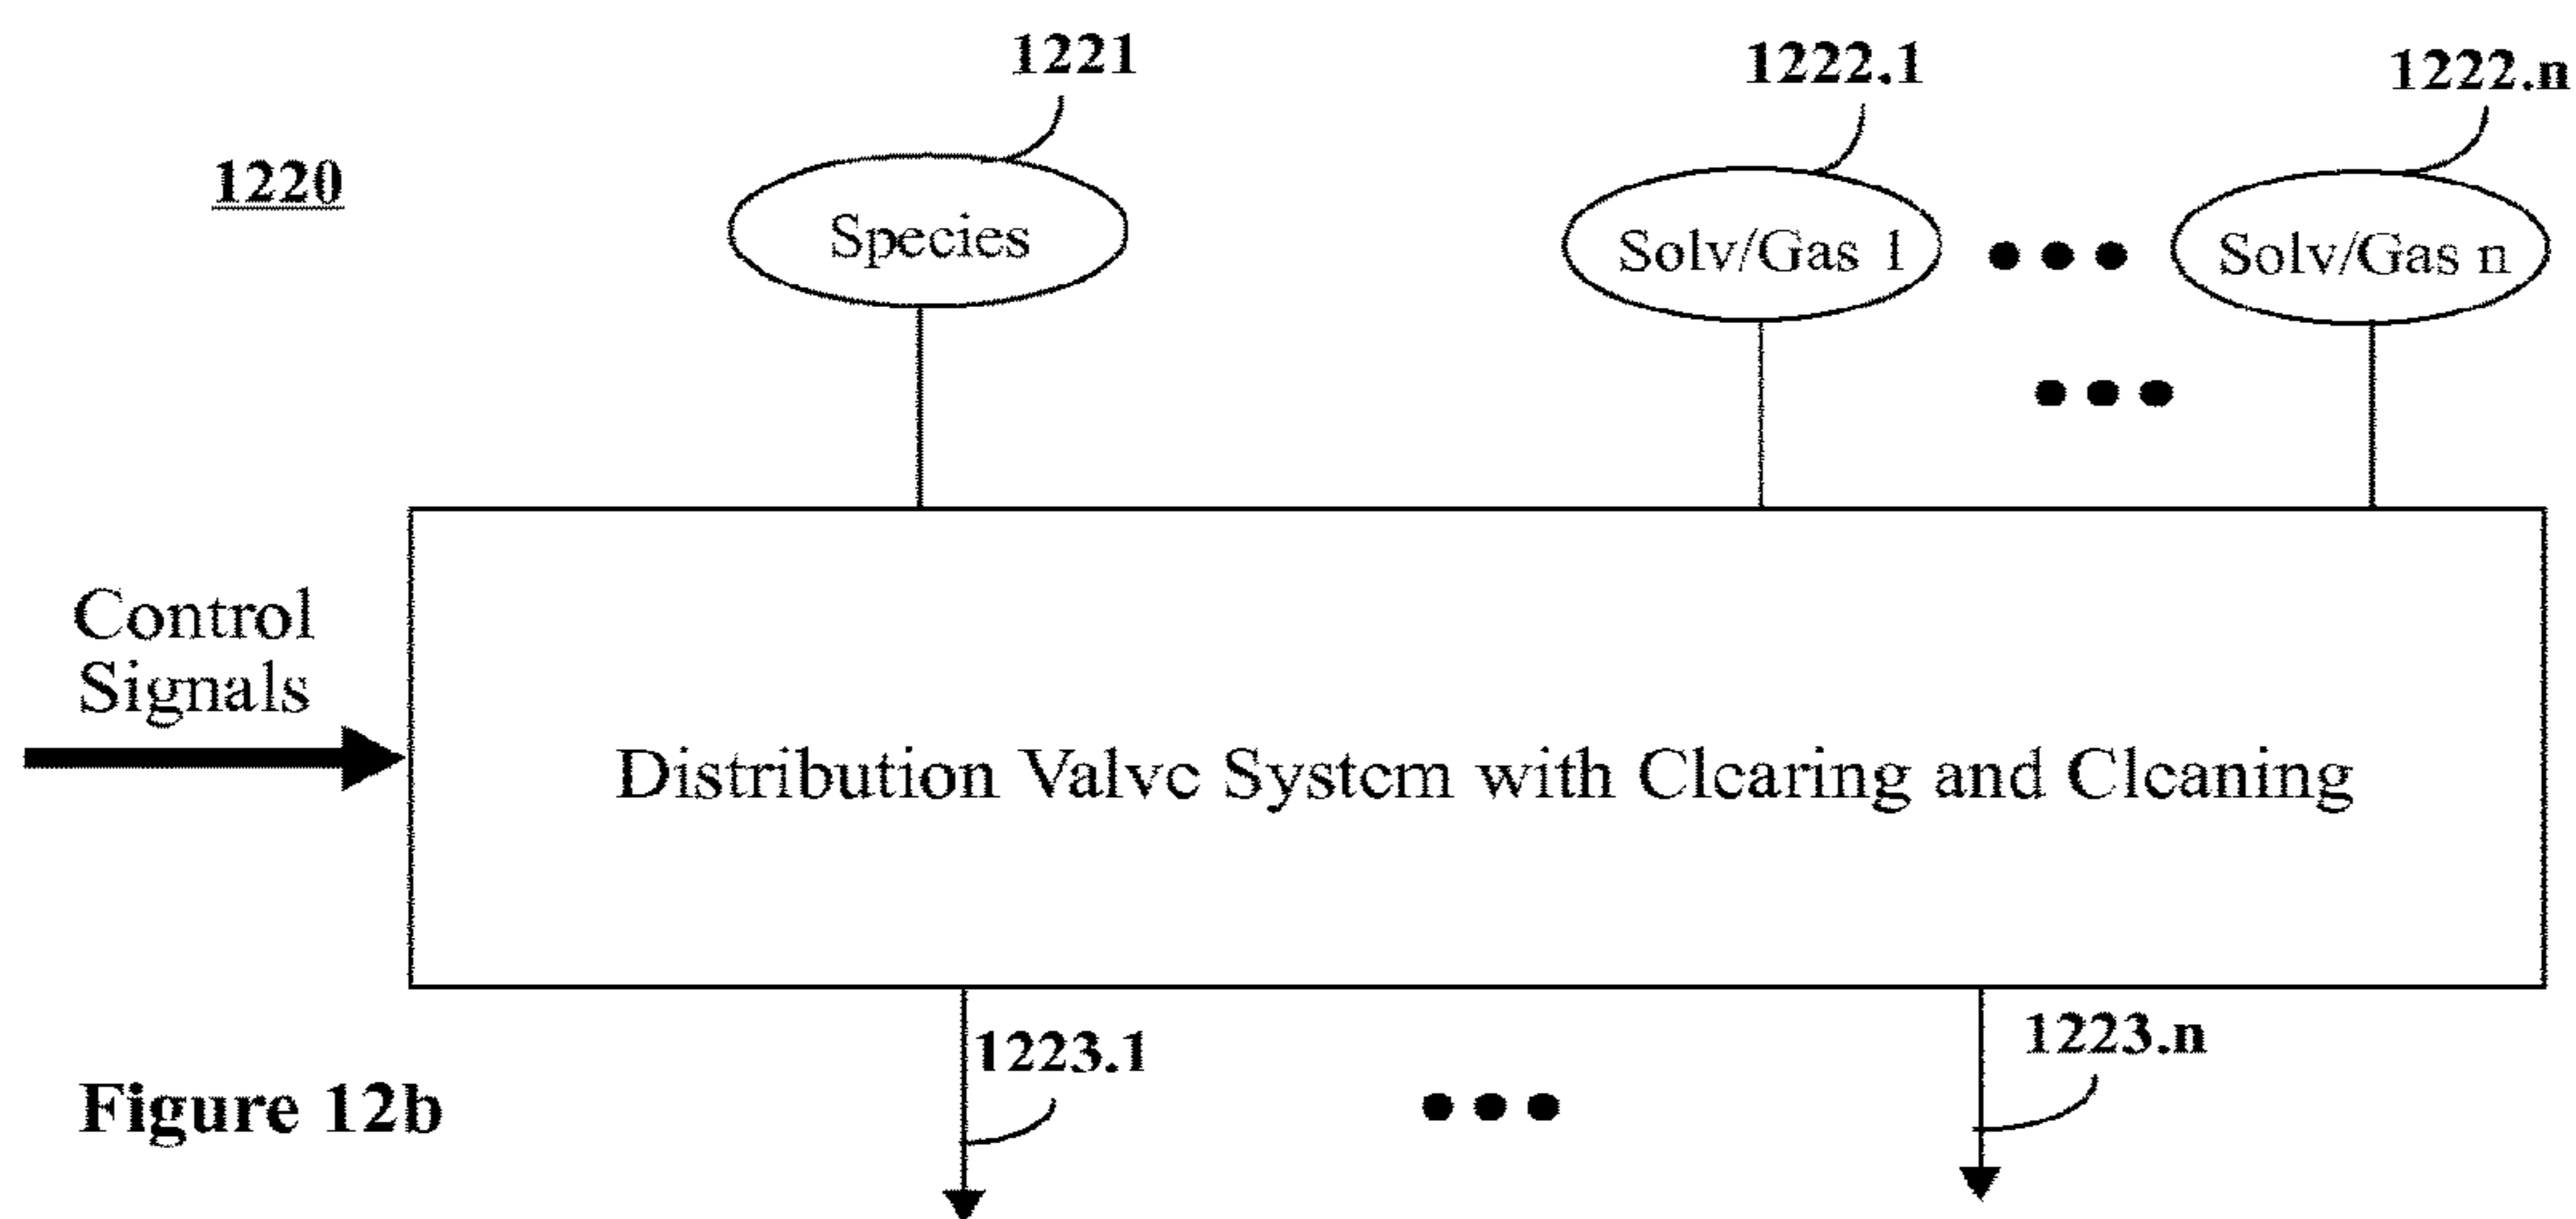 1221
1222.1
1222.n
1220
Species
Solv/Gas 1
Solv/Gas n
Control
Signals
Distribution Valve System with Clearing and Cleaning
1223.1
1223.n
Figure 12b